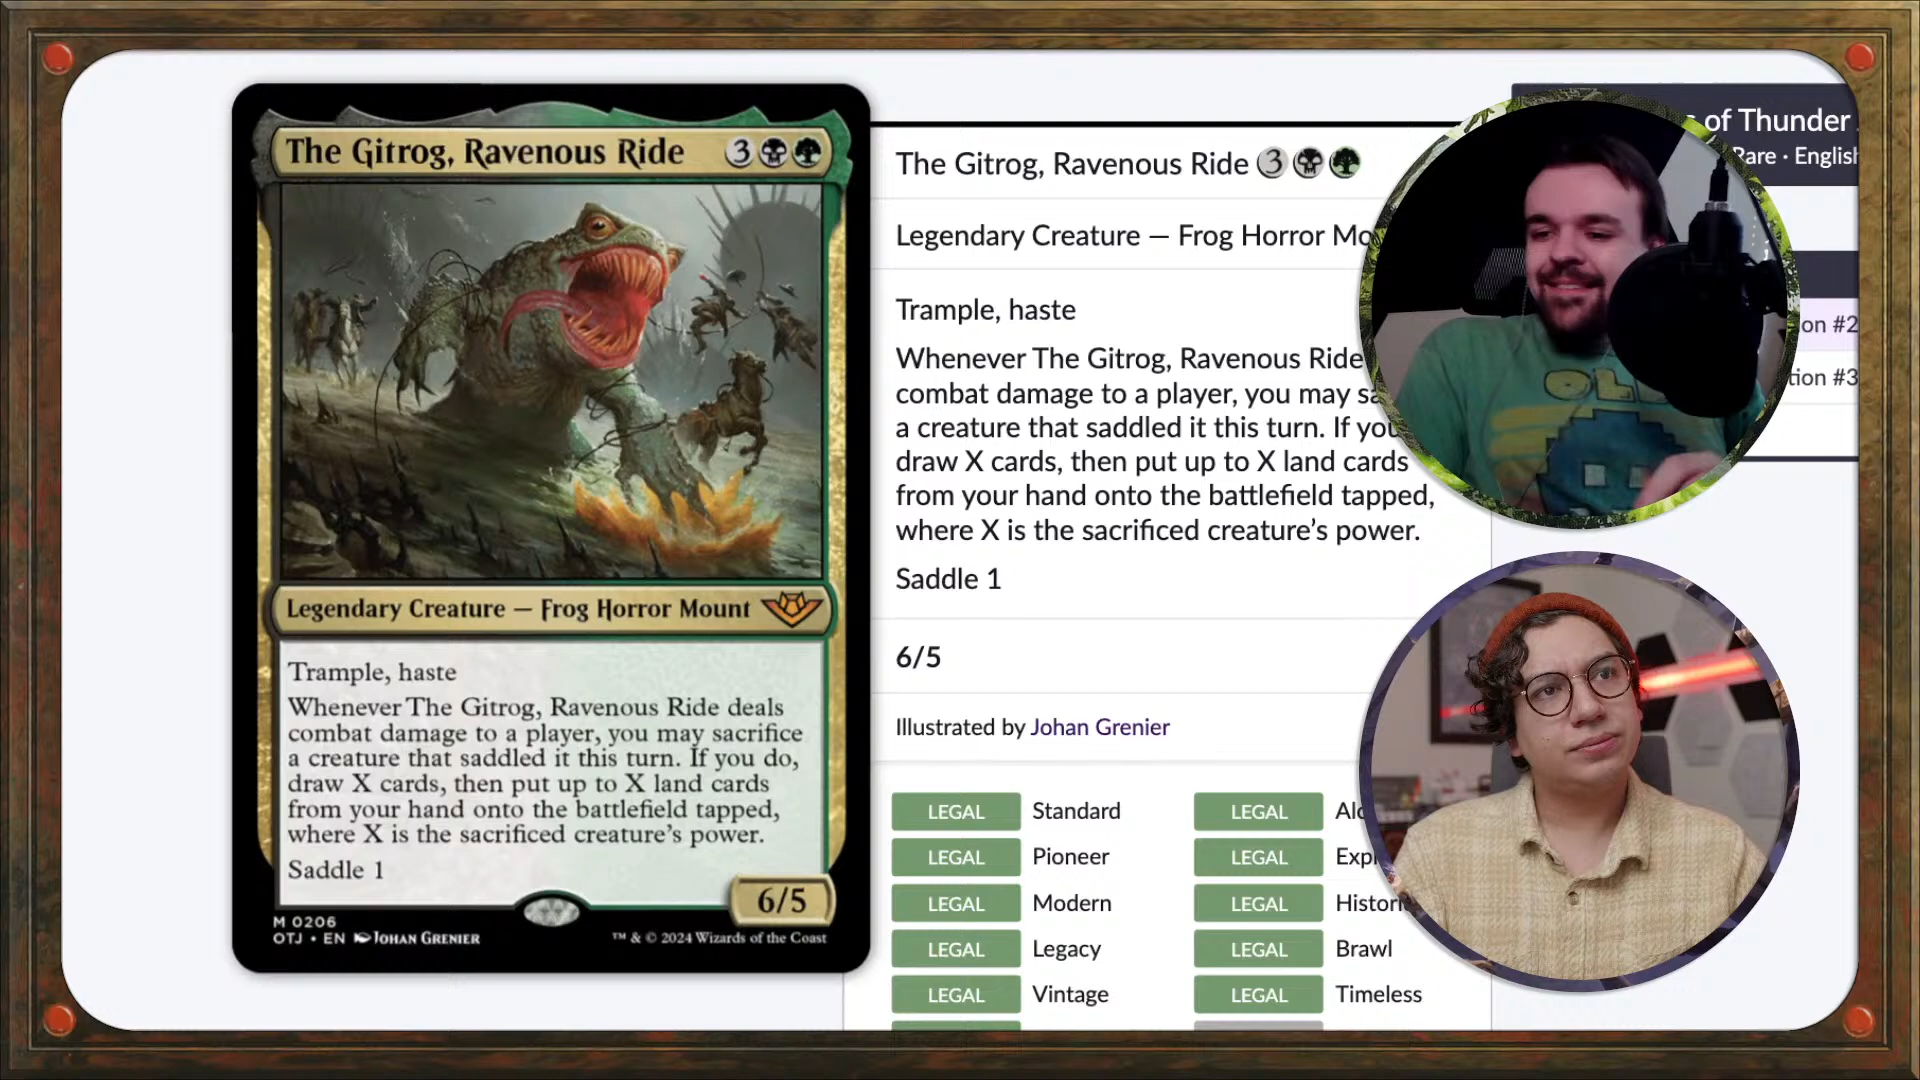 The Gitrog, Ravenous Ride 3
Legendary Creature — Frog Horror Mount
Trample, haste
Whenever The Gitrog, Ravenous Ride deals
combat damage to a player, you may sacrifice
a creature that saddled it this turn. If you do,
draw X cards, then put up to X land cards
from your hand onto the battlefield tapped,
where X is the sacrificed creature's power.
Saddle 1
6/5
M 0206
OTJ • EN JOHAN GRENIER
™ & © 2024 Wizards of the Coast
The Gitrog, Ravenous Ride 3
Legendary Creature — Frog Horror
Trample, haste
Whenever The Gitrog, Ravenous Ride
combat damage to a player, you may
a creature that saddled it this turn. If you
draw X cards, then put up to X land cards
from your hand onto the battlefield tapped,
where X is the sacrificed creature's power.
Saddle 1
6/5
Illustrated by Johan Grenier
LEGAL Standard LEGAL
LEGAL Pioneer LEGAL
LEGAL Modern LEGAL
LEGAL Legacy LEGAL Brawl
LEGAL Vintage LEGAL Timeless
of Thunder
Rare · English
#2
#3